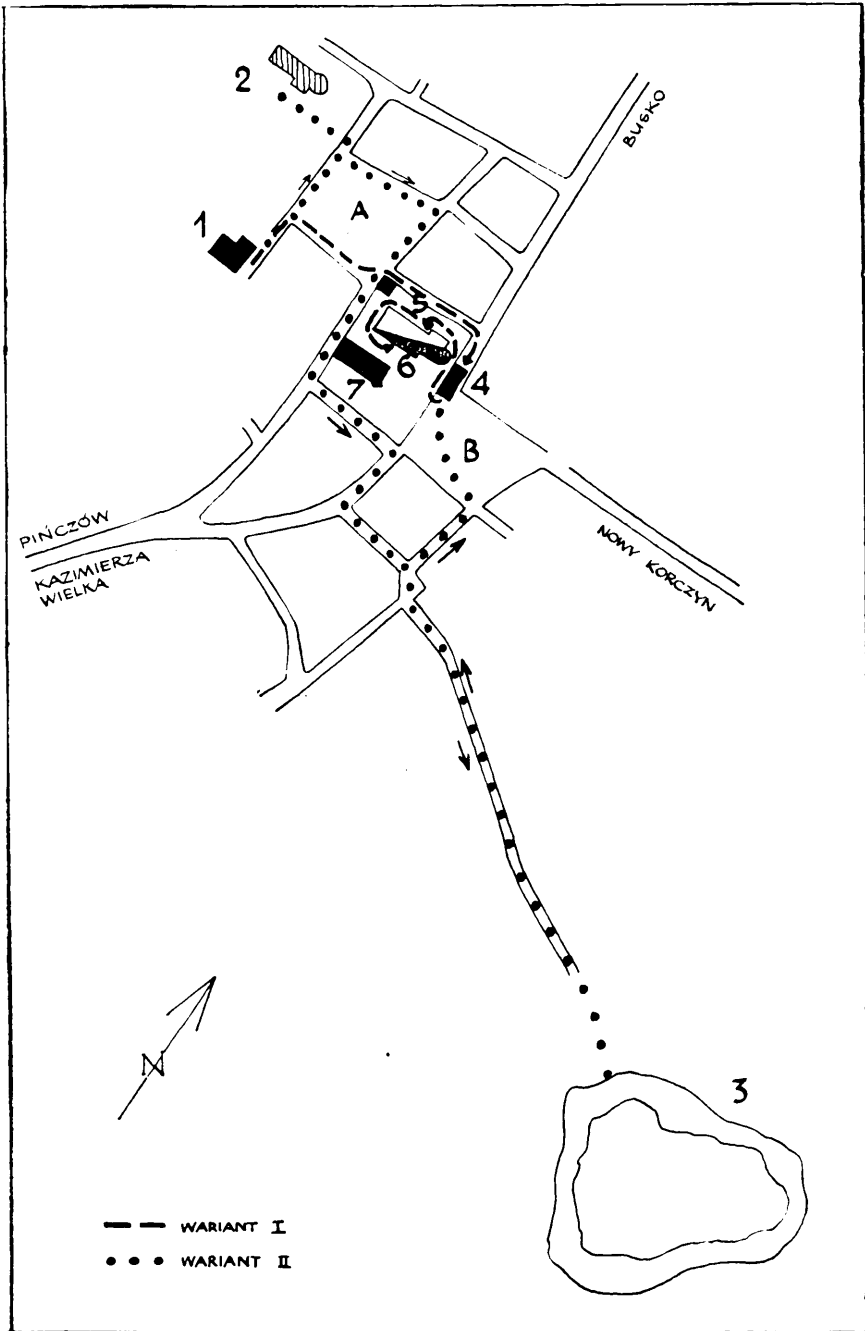 2
BUSKO
1
A
5
6
4
7
B
PIŃCZÓW
KAZIMIERZA
WIELKA
NOWY KORCZYN
N
3
WARIANT I
WARIANT II